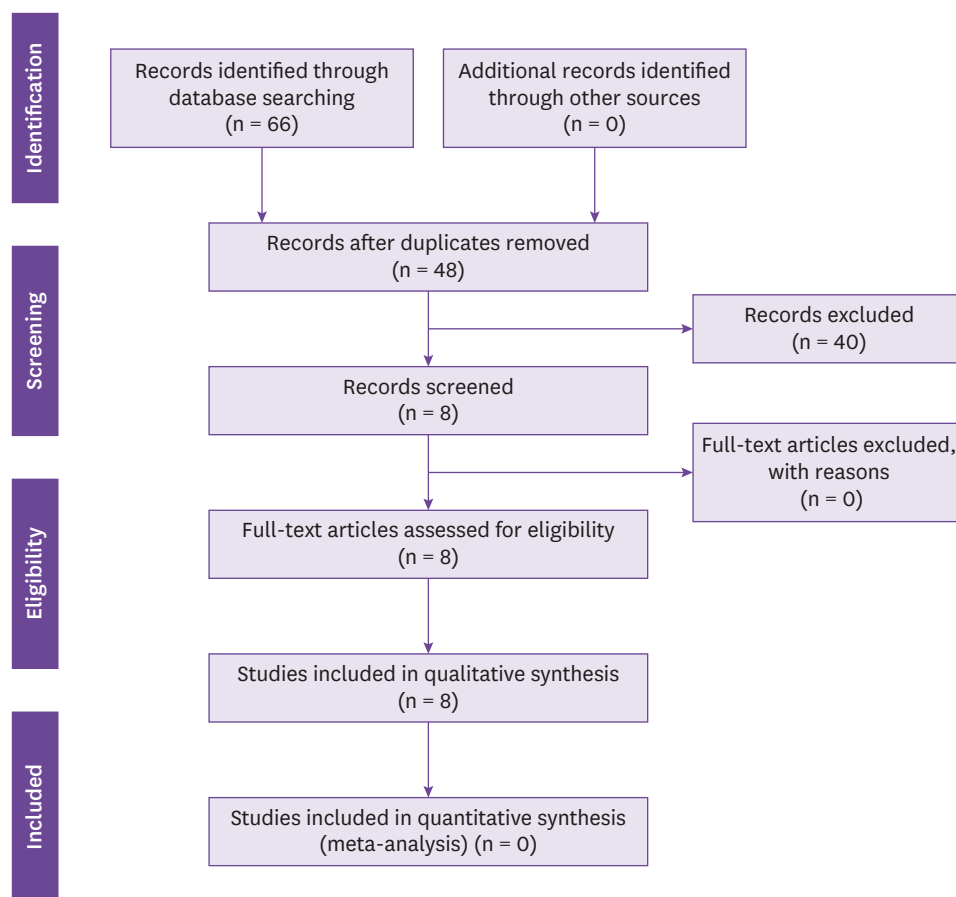 Identification
Records identified through
database searching
(n = 66)
Additional records identified
through other sources
(n = 0)
Records after duplicates removed
(n = 48)
Screening
Records excluded
(n = 40)
Records screened
(n = 8)
Full-text articles excluded,
with reasons
(n = 0)
Eligibility
Full-text articles assessed for eligibility
(n = 8)
Studies included in qualitative synthesis
(n = 8)
Included
Studies included in quantitative synthesis
(meta-analysis) (n = 0)